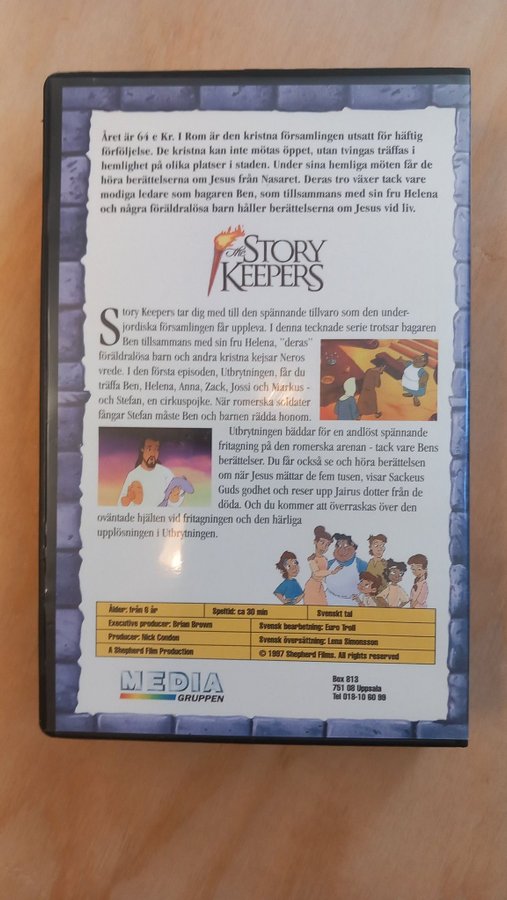 Året är 64 e Kr. I Rom är den kristna församlingen utsatt för häftig
förföljelse. De kristna kan inte mötas öppet, utan tvingas träffas i
hemlighet på olika platser i staden. Under sina hemliga möten får de
höra berättelserna om Jesus från Nasaret. Deras tro växer tack vare
modiga ledare som bagaren Ben, som tillsammans med sin fru Helena
och några föräldralösa barn håller berättelserna om Jesus vid liv.
The STORY
KEEPERS
Story Keepers tar dig med till den spännande tillvaro som den under-
jordiska församlingen får uppleva. I denna tecknade serie trotsar bagaren
Ben tillsammans med sin fru Helena, "deras"
föräldralösa barn och andra kristna kejsar Neros
vrede. I den första episoden, Utbrytningen, får du
träffa Ben, Helena, Anna, Zack, Jossi och Markus -
och Stefan, en cirkuspojke. När romerska soldater
fångar Stefan måste Ben och barnen rädda honom.
Utbrytningen bäddar för en andlöst spännande
fritagning på den romerska arenan - tack vare Bens
berättelser. Du får också se och höra berättelsen
om när Jesus mättar de fem tusen, visar Sackeus
Guds godhet och reser upp Jairus dotter från de
döda. Och du kommer att överraskas över den
oväntade hjälten vid fritagningen och den härliga
upplösningen i Utbrytningen.
Ålder: från 6 år Speltid: ca 30 min Svenskt tal
Executive producer: Brian Brown Svensk bearbetning: Euro Troll
Producer: Nick Condon Svensk översättning: Lena Simonsson
A Shepherd Film Production © 1997 Shepherd Films. All rights reserved
MEDIA
GRUPPEN
Box 813
751 08 Uppsala
Tel 018-10 60 99